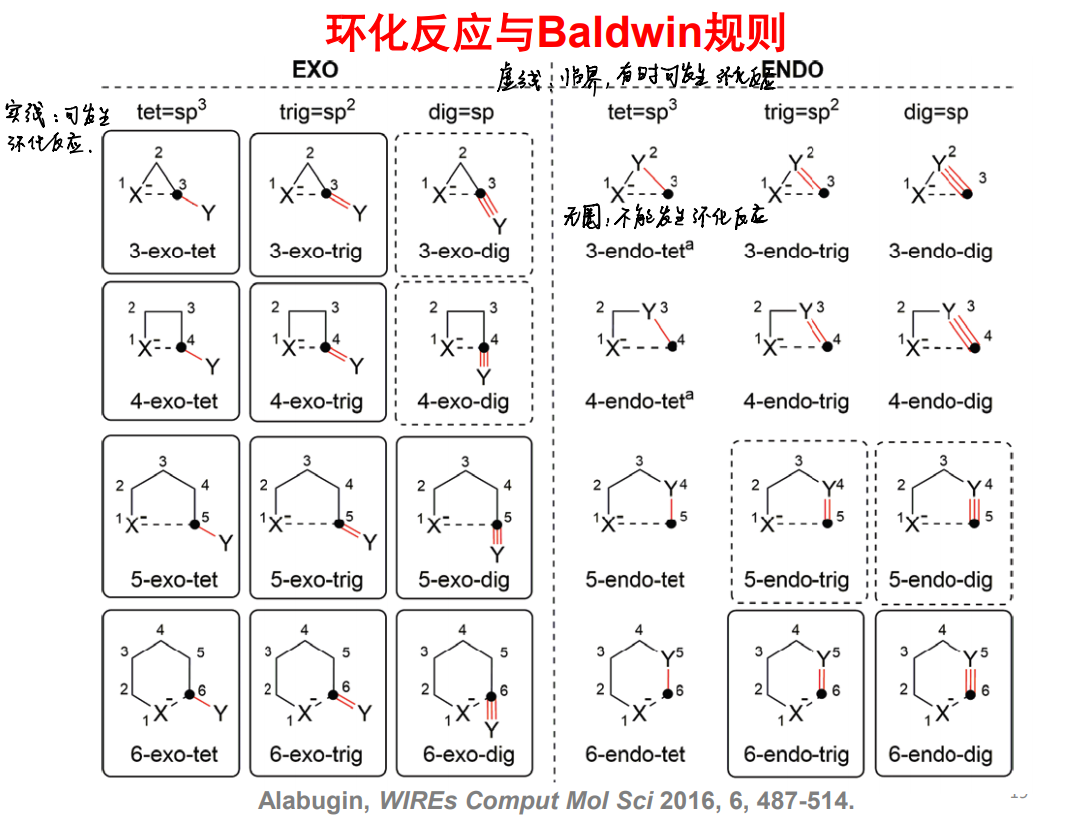 环化反应与Baldwin规则
EXO
虚线：临界，有时可发生环化反应
ENDO
实线：可发生
环化反应.
tet=sp3
trig=sp2
dig=sp
tet=sp3
trig=sp2
dig=sp
1 X- 2 3 Y
1 X- 2 3 Y
1 X- 2 3 Y
1 X- Y 2 3
1 X- Y 2 3
1 X- Y 2 3
无圈：不能发生环化反应
3-exo-tet
3-exo-trig
3-exo-dig
3-endo-teta
3-endo-trig
3-endo-dig
2 3 1 X- 4 Y
2 3 1 X- 4 Y
2 3 1 X- 4 Y
2 Y 3 1 X- 4
2 Y 3 1 X- 4
2 Y 3 1 X- 4
4-exo-tet
4-exo-trig
4-exo-dig
4-endo-teta
4-endo-trig
4-endo-dig
3 2 4 1 X- 5 Y
3 2 4 1 X- 5 Y
3 2 4 1 X- 5 Y
3 2 Y 4 1 X- 5
3 2 Y 4 1 X- 5
3 2 Y 4 1 X- 5
5-exo-tet
5-exo-trig
5-exo-dig
5-endo-tet
5-endo-trig
5-endo-dig
4 3 5 2 6 1 X- Y
4 3 5 2 6 1 X- Y
4 3 5 2 6 1 X- Y
4 3 Y 5 2 6 1 X-
4 3 Y 5 2 6 1 X-
4 3 Y 5 2 6 1 X-
6-exo-tet
6-exo-trig
6-exo-dig
6-endo-tet
6-endo-trig
6-endo-dig
Alabugin, WIREs Comput Mol Sci 2016, 6, 487-514.